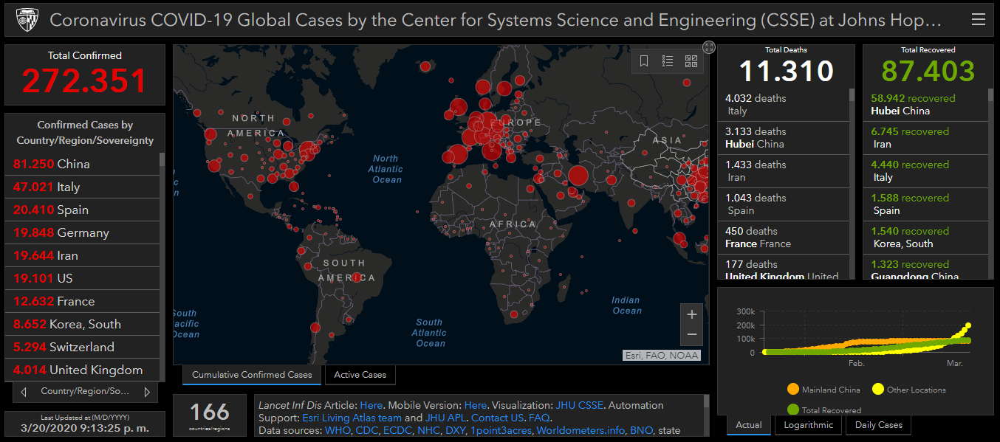 Coronavirus COVID-19 Global Cases by the Center for Systems Science and Engineering (CSSE) at Johns Hop...
Total Confirmed
272.351
Confirmed Cases by
Country/Region/Sovereignty
81.250 China
47.021 Italy
20.410 Spain
19.848 Germany
19.644 Iran
19.101 US
12.632 France
8.652 Korea, South
5.294 Switzerland
4.014 United Kingdom
Country/Region/So...
Last Updated at (M/D/YYYY)
3/20/2020 9:13:25 p. m.
NORTH
AMERICA
EUROPE
ASIA
North
Atlantic
Ocean
AFRICA
SOUTH
AMERICA
Indian
Ocean
South
Atlantic
Ocean
Esri, FAO, NOAA
Cumulative Confirmed Cases
Active Cases
166
countries/regions
Lancet Inf Dis Article: Here. Mobile Version: Here. Visualization: JHU CSSE. Automation
Support: Esri Living Atlas team and JHU APL. Contact US. FAQ.
Data sources: WHO, CDC, ECDC, NHC, DXY, 1point3acres, Worldometers.info, BNO, state
Total Deaths
11.310
4.032 deaths
Italy
3.133 deaths
Hubei China
1.433 deaths
Iran
1.043 deaths
Spain
450 deaths
France France
177 deaths
United Kingdom United
Total Recovered
87.403
58.942 recovered
Hubei China
6.745 recovered
Iran
4.440 recovered
Italy
1.588 recovered
Spain
1.540 recovered
Korea, South
1.323 recovered
Guangdong China
300k
200k
100k
0
Feb.
Mar.
Mainland China
Other Locations
Total Recovered
Actual
Logarithmic
Daily Cases